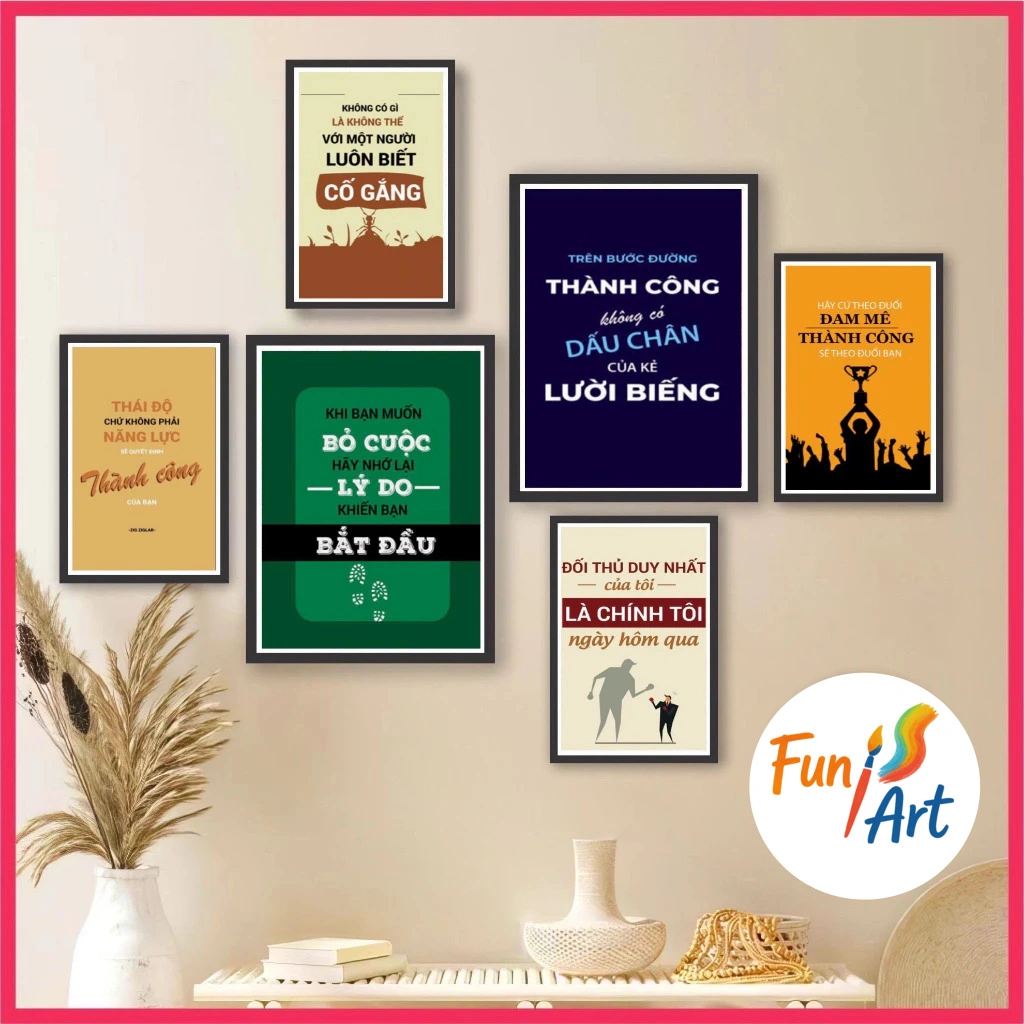 KHÔNG CÓ GÌ
LÀ KHÔNG THỂ
VỚI MỘT NGƯỜI
LUÔN BIẾT
CỐ GẮNG
TRÊN BƯỚC ĐƯỜNG
THÀNH CÔNG
không có
DẤU CHÂN
CỦA KẺ
LƯỜI BIẾNG
HÃY CỨ THEO ĐUỔI
ĐAM MÊ
THÀNH CÔNG
SẼ THEO ĐUỔI BẠN
THÁI ĐỘ
CHỨ KHÔNG PHẢI
NĂNG LỰC
SẼ QUYẾT ĐỊNH
Thành công
CỦA BẠN
-ZIG ZIGLAR-
KHI BẠN MUỐN
BỎ CUỘC
HÃY NHỚ LẠI
LÝ DO
KHIẾN BẠN
BẮT ĐẦU
ĐỐI THỦ DUY NHẤT
của tôi
LÀ CHÍNH TÔI
ngày hôm qua
Fun
Art